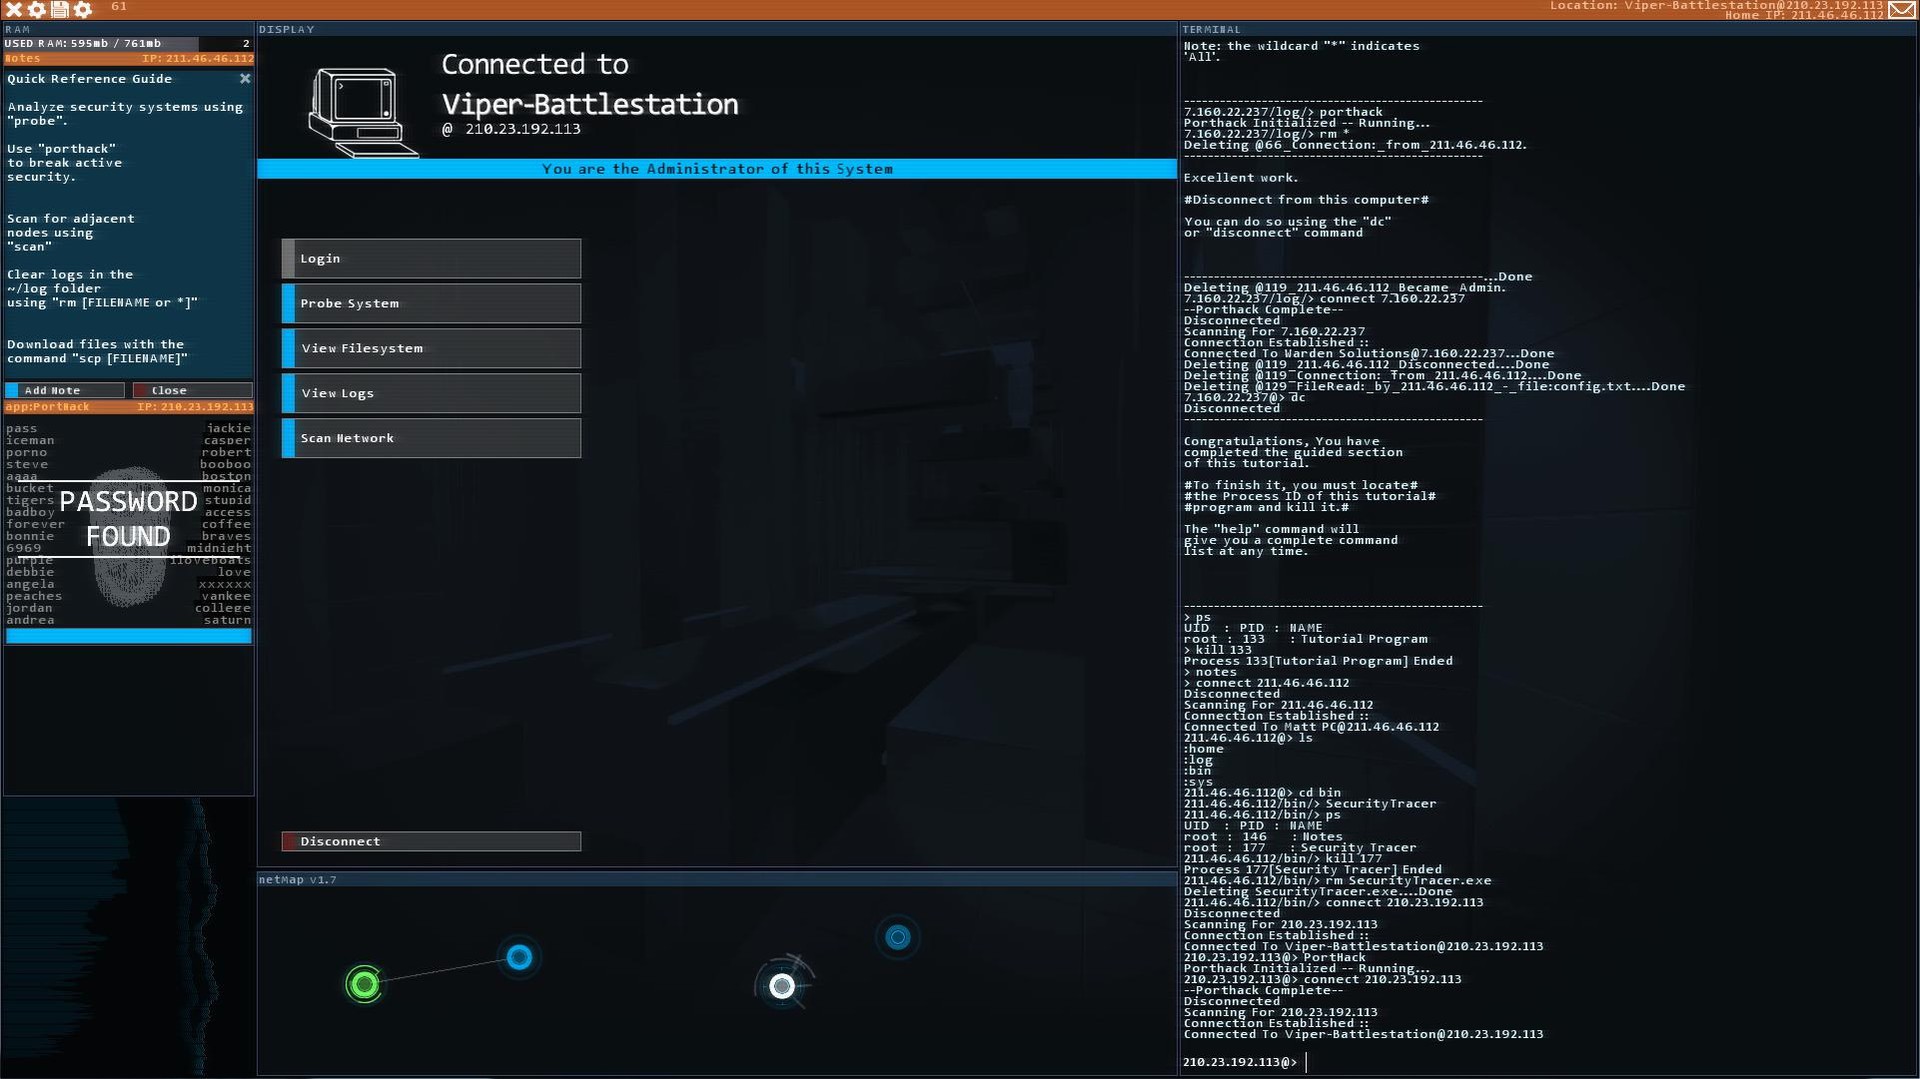 61
Location: Viper-Battlestation@210.23.192.113
Home IP: 211.46.46.112
RAM
USED RAM: 595mb / 761mb
2
Notes
IP: 211.46.46.112
Quick Reference Guide
Analyze security systems using
"probe".
Use "porthack"
to break active
security.
Scan for adjacent
nodes using
"scan"
Clear logs in the
~/log folder
using "rm [FILENAME or *]"
Download files with the
command "scp [FILENAME]"
Add Note
Close
app:PortHack
IP: 210.23.192.113
pass jackie
iceman casper
porno robert
steve booboo
aaaa boston
bucket monica
tigers stupid
badboy access
forever coffee
bonnie braves
6969 midnight
purple iloveboats
debbie love
angela xxxxxx
peaches yankee
jordan college
andrea saturn
PASSWORD
FOUND
DISPLAY
Connected to
Viper-Battlestation
@ 210.23.192.113
You are the Administrator of this System
Login
Probe System
View Filesystem
View Logs
Scan Network
Disconnect
netMap v1.7
TERMINAL
Note: the wildcard "*" indicates
'All'.
--------------------------------------------------
7.160.22.237/log/> porthack
Porthack Initialized -- Running...
7.160.22.237/log/> rm *
Deleting @66_Connection:_from_211.46.46.112.
--------------------------------------------------
Excellent work.
#Disconnect from this computer#
You can do so using the "dc"
or "disconnect" command
--------------------------------------------------...Done
Deleting @119_211.46.46.112_Became_Admin.
7.160.22.237/log/> connect 7.160.22.237
--Porthack Complete--
Disconnected
Scanning For 7.160.22.237
Connection Established ::
Connected To Warden Solutions@7.160.22.237...Done
Deleting @119_211.46.46.112_Disconnected....Done
Deleting @119_Connection:_from_211.46.46.112....Done
Deleting @129_FileRead:_by_211.46.46.112_-_file:config.txt....Done
7.160.22.237@> dc
Disconnected
--------------------------------------------------
Congratulations, You have
completed the guided section
of this tutorial.
#To finish it, you must locate#
#the Process ID of this tutorial#
#program and kill it.#
The "help" command will
give you a complete command
list at any time.
--------------------------------------------------
> ps
UID : PID : NAME
root : 133 : Tutorial Program
> kill 133
Process 133[Tutorial Program] Ended
> notes
> connect 211.46.46.112
Disconnected
Scanning For 211.46.46.112
Connection Established ::
Connected To Matt PC@211.46.46.112
211.46.46.112@> ls
:home
:log
:bin
:sys
211.46.46.112@> cd bin
211.46.46.112/bin/> SecurityTracer
211.46.46.112/bin/> ps
UID : PID : NAME
root : 146 : Notes
root : 177 : Security Tracer
211.46.46.112/bin/> kill 177
Process 177[Security Tracer] Ended
211.46.46.112/bin/> rm SecurityTracer.exe
Deleting SecurityTracer.exe....Done
211.46.46.112/bin/> connect 210.23.192.113
Disconnected
Scanning For 210.23.192.113
Connection Established ::
Connected To Viper-Battlestation@210.23.192.113
210.23.192.113@> PortHack
Porthack Initialized -- Running...
210.23.192.113@> connect 210.23.192.113
--Porthack Complete--
Disconnected
Scanning For 210.23.192.113
Connection Established ::
Connected To Viper-Battlestation@210.23.192.113
210.23.192.113@>